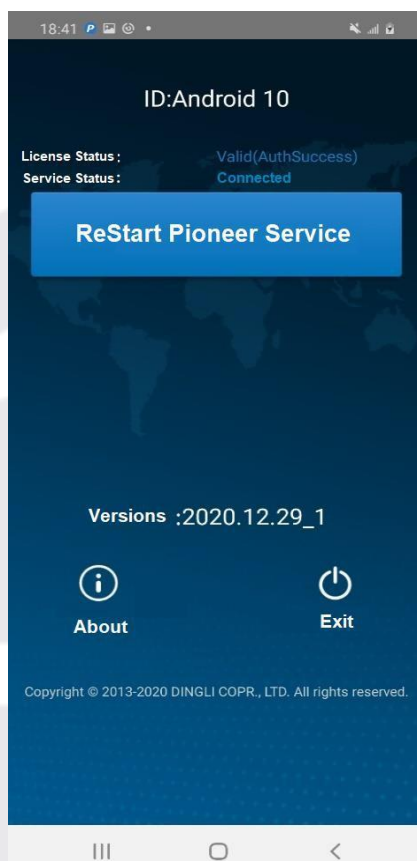 18:41 P
ID:Android 10
License Status: Valid(AuthSuccess)
Service Status: Connected
ReStart Pioneer Service
Versions :2020.12.29_1
About
Exit
Copyright © 2013-2020 DINGLI COPR., LTD. All rights reserved.